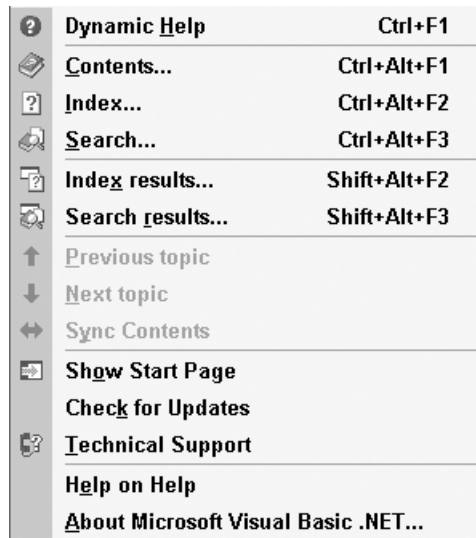 Dynamic Help Ctrl+F1
Contents... Ctrl+Alt+F1
Index... Ctrl+Alt+F2
Search... Ctrl+Alt+F3
Index results... Shift+Alt+F2
Search results... Shift+Alt+F3
Previous topic
Next topic
Sync Contents
Show Start Page
Check for Updates
Technical Support
Help on Help
About Microsoft Visual Basic .NET...